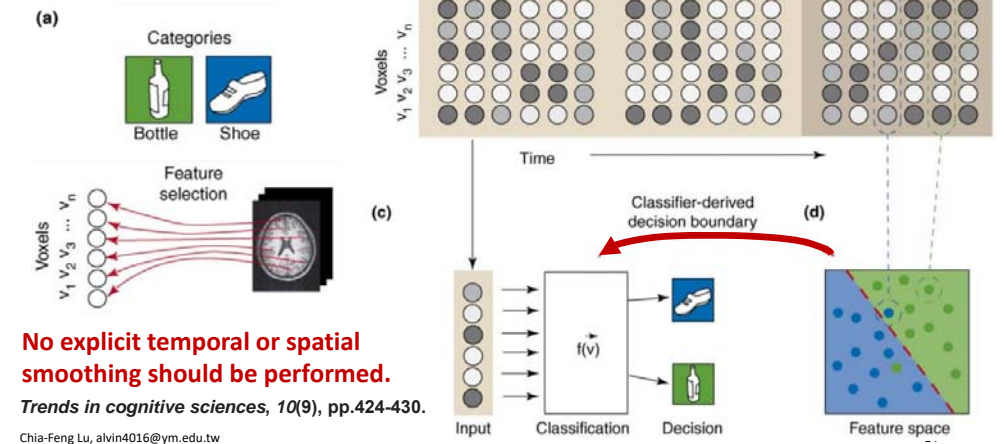 (a)
Categories
Bottle
Shoe
Feature
selection
Voxels
v1 v2 v3 ... vn
Voxels
v1 v2 v3 ... vn
Time
(c)
Classifier-derived
decision boundary
(d)
f(v)
Input
Classification
Decision
Feature space
No explicit temporal or spatial
smoothing should be performed.
Trends in cognitive sciences, 10(9), pp.424-430.
Chia-Feng Lu, alvin4016@ym.edu.tw